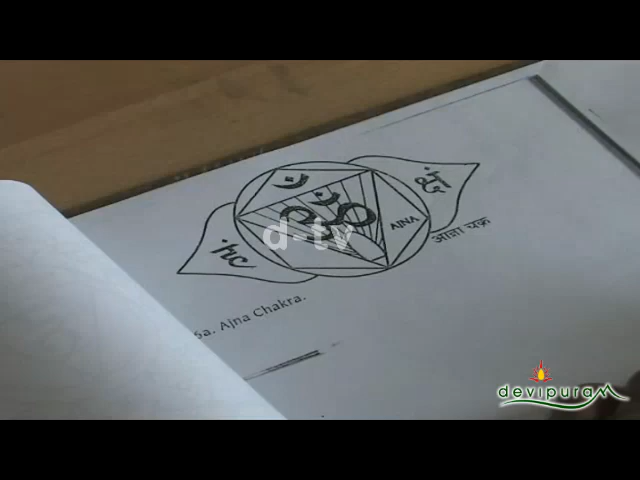 हं
क्षं
ॐ
AJNA
आज्ञा चक्र
d-tv
6a. Ajna Chakra.
devipuram